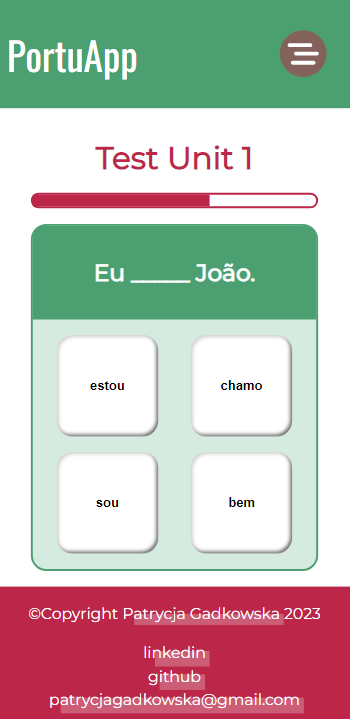 PortuApp
Test Unit 1
Eu _____ João.
estou
chamo
sou
bem
©Copyright Patrycja Gadkowska 2023
linkedin
github
patrycjagadkowska@gmail.com